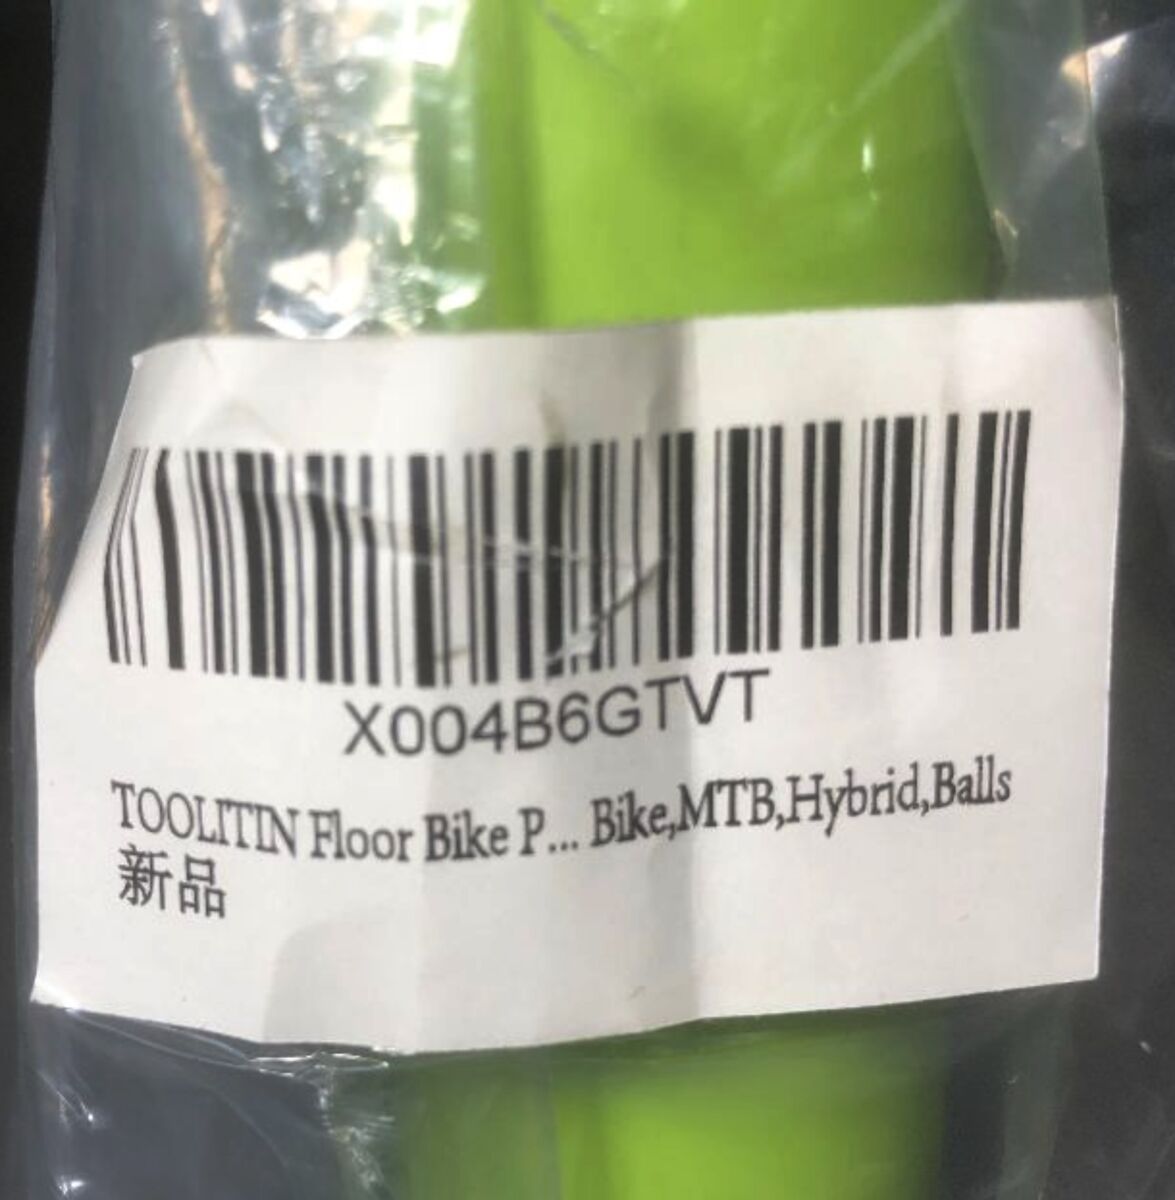 X004B6GTVT
TOOLITIN Floor Bike P... Bike,MTB,Hybrid,Balls
新品